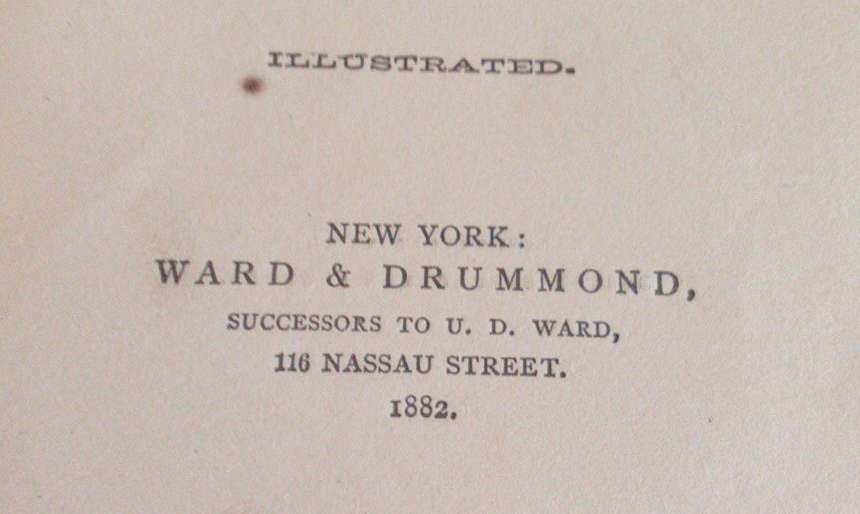 ILLUSTRATED.
NEW YORK:
WARD & DRUMMOND,
SUCCESSORS TO U. D. WARD,
116 NASSAU STREET.
1882.